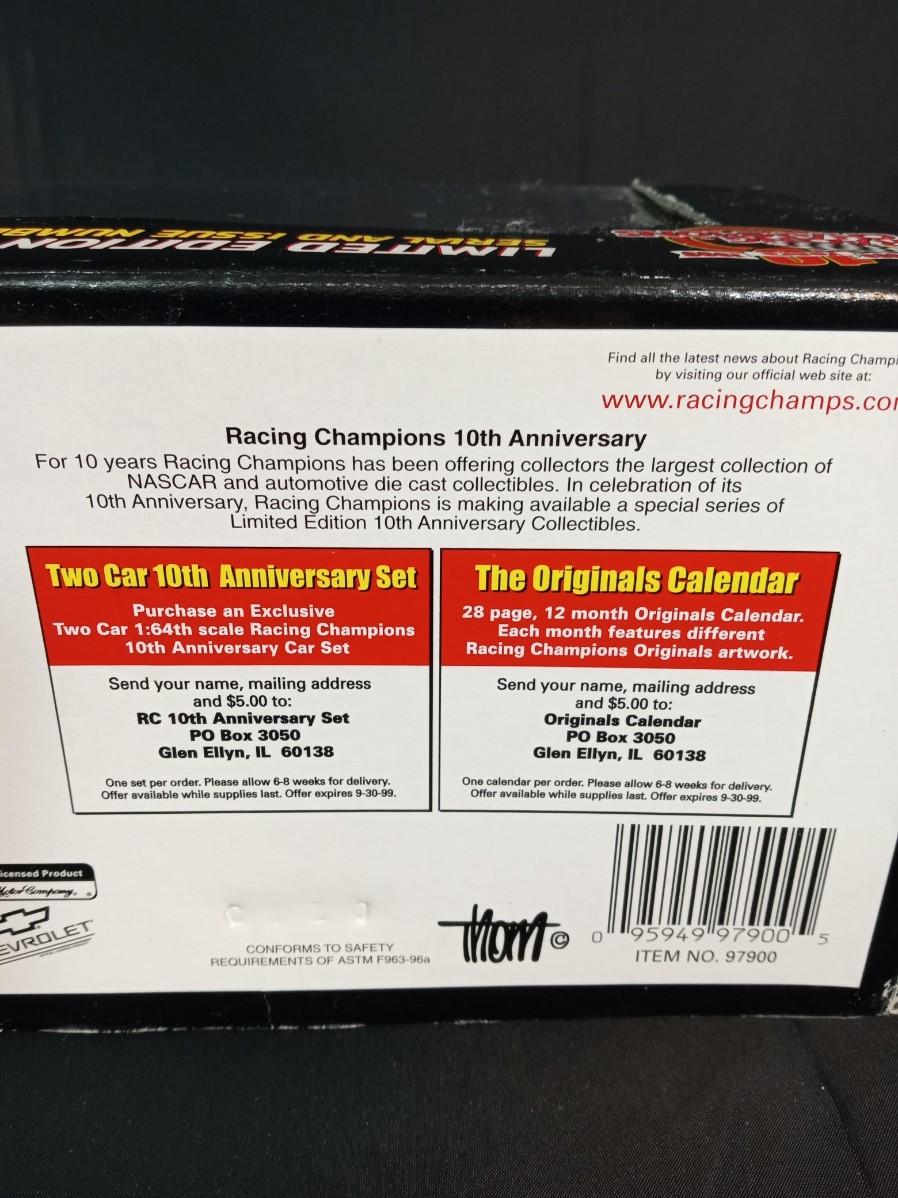 LIMITED EDITION
SERIAL AND ISSUE NUMBE
Find all the latest news about Racing Champi
by visiting our official web site at:
www.racingchamps.co
Racing Champions 10th Anniversary
For 10 years Racing Champions has been offering collectors the largest collection of
NASCAR and automotive die cast collectibles. In celebration of its
10th Anniversary, Racing Champions is making available a special series of
Limited Edition 10th Anniversary Collectibles.
Two Car 10th Anniversary Set
Purchase an Exclusive
Two Car 1:64th scale Racing Champions
10th Anniversary Car Set
Send your name, mailing address
and $5.00 to:
RC 10th Anniversary Set
PO Box 3050
Glen Ellyn, IL 60138
One set per order. Please allow 6-8 weeks for delivery.
Offer available while supplies last. Offer expires 9-30-99.
The Originals Calendar
28 page, 12 month Originals Calendar.
Each month features different
Racing Champions Originals artwork.
Send your name, mailing address
and $5.00 to:
Originals Calendar
PO Box 3050
Glen Ellyn, IL 60138
One calendar per order. Please allow 6-8 weeks for delivery.
Offer available while supplies last. Offer expires 9-30-99.
icensed Product
Motor Company, ®
EVROLET
CONFORMS TO SAFETY
REQUIREMENTS OF ASTM F963-96a
Thom ©
0 95949 97900 5
ITEM NO. 97900